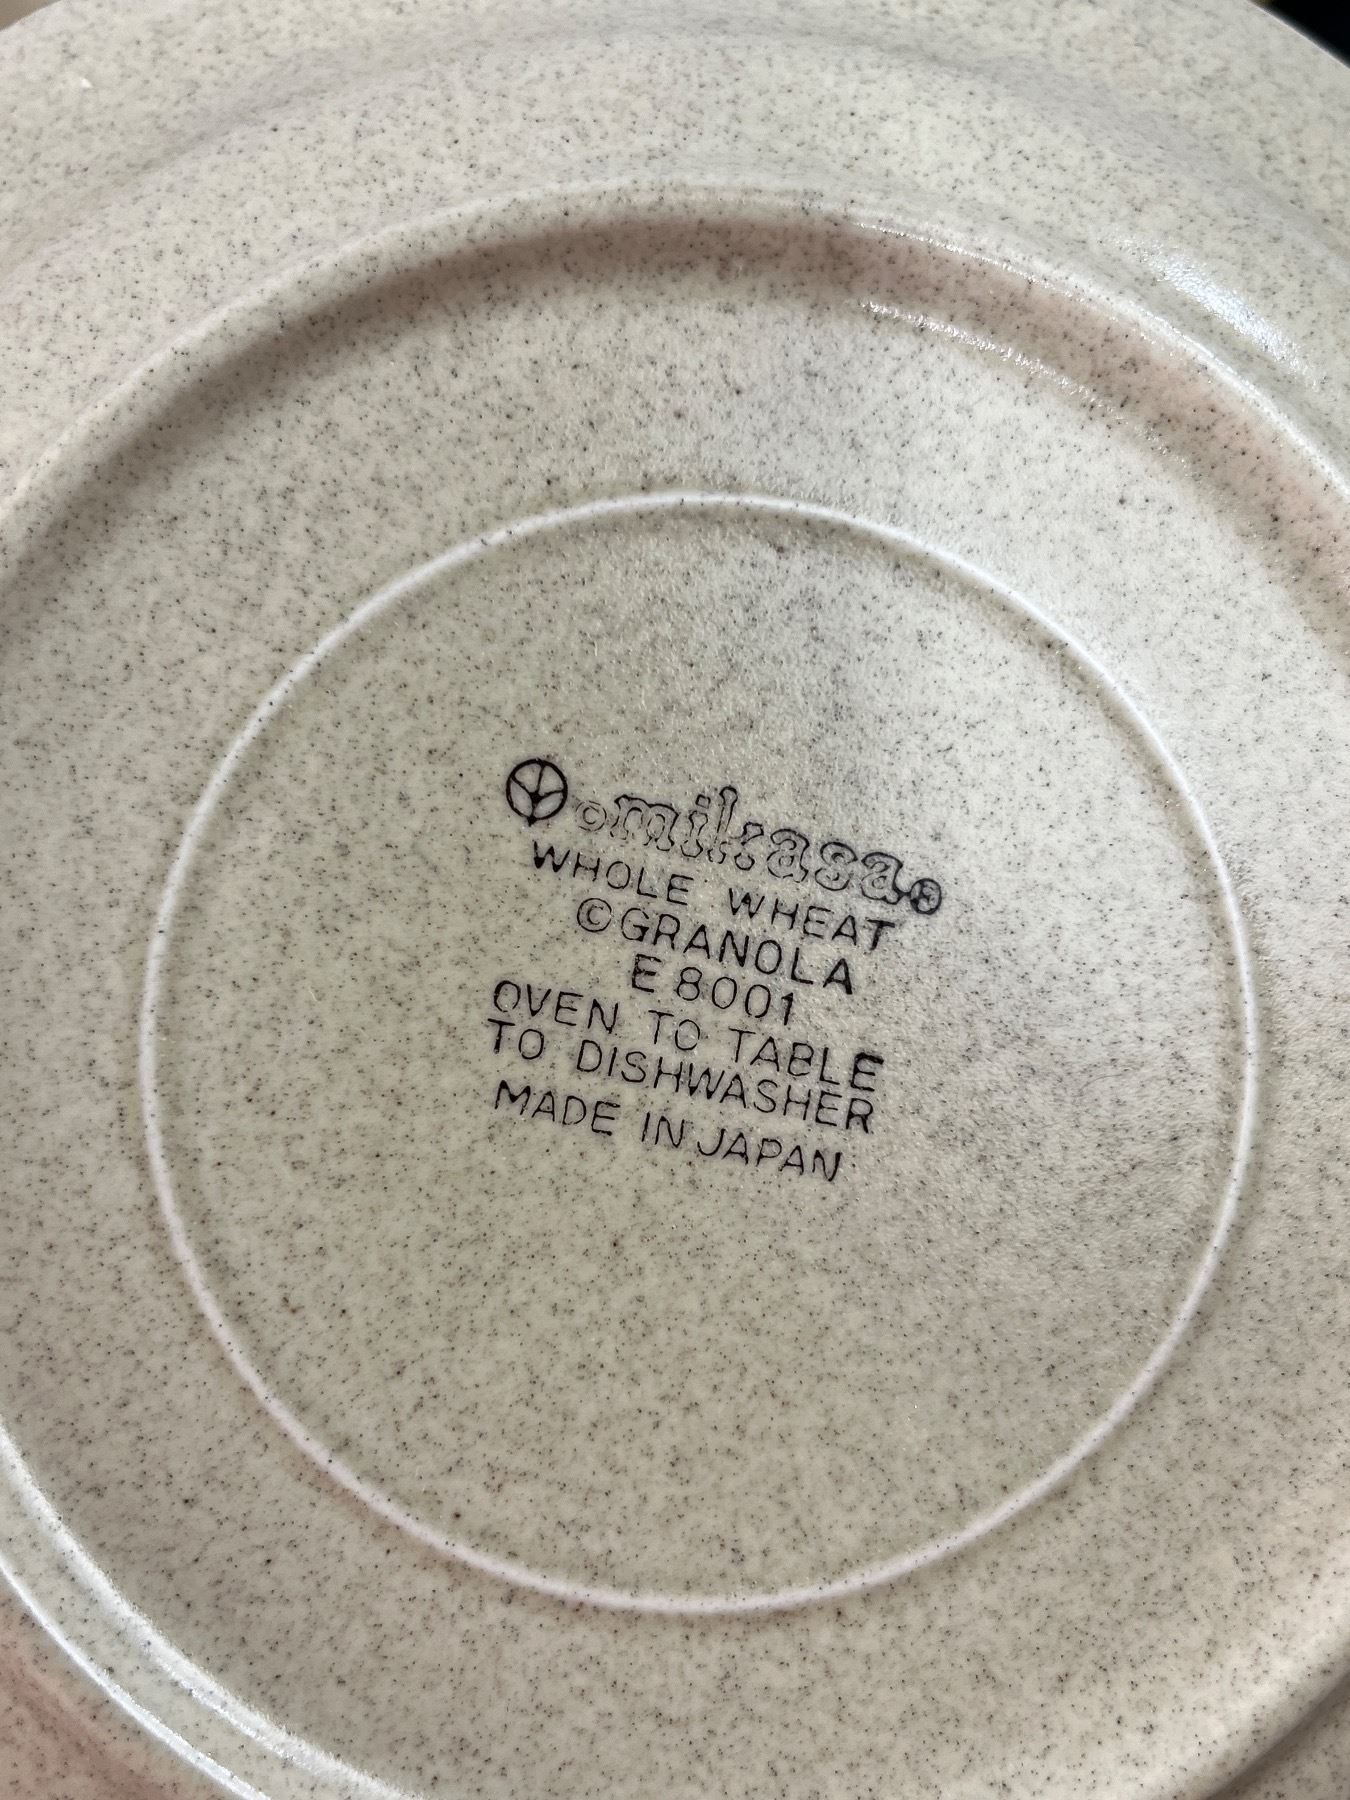 © mikasa ®
WHOLE WHEAT
© GRANOLA
E 8001
OVEN TO TABLE
TO DISHWASHER
MADE IN JAPAN